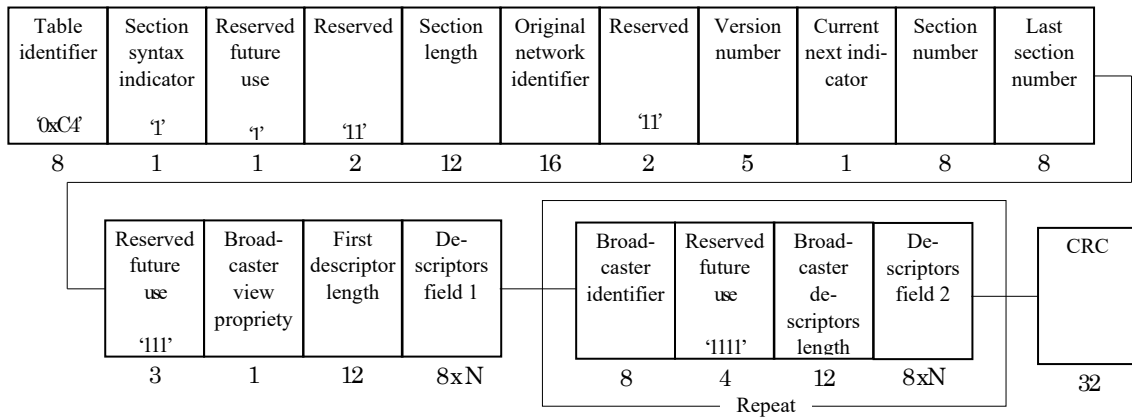 Table
identifier
‘0xC4’
8
Section
syntax
indicator
‘1’
1
Reserved
future
use
‘1’
1
Reserved
‘11’
2
Section
length
12
Original
network
identifier
16
Reserved
‘11’
2
Version
number
5
Current
next indi-
cator
1
Section
number
8
Last
section
number
8
Reserved
future
use
‘111’
3
Broad-
caster
view
propriety
1
First
descriptor
length
12
De-
scriptors
field 1
8xN
Broad-
caster
identifier
8
Reserved
future
use
‘1111’
4
Broad-
caster
de-
scriptors
length
12
De-
scriptors
field 2
8xN
Repeat
CRC
32